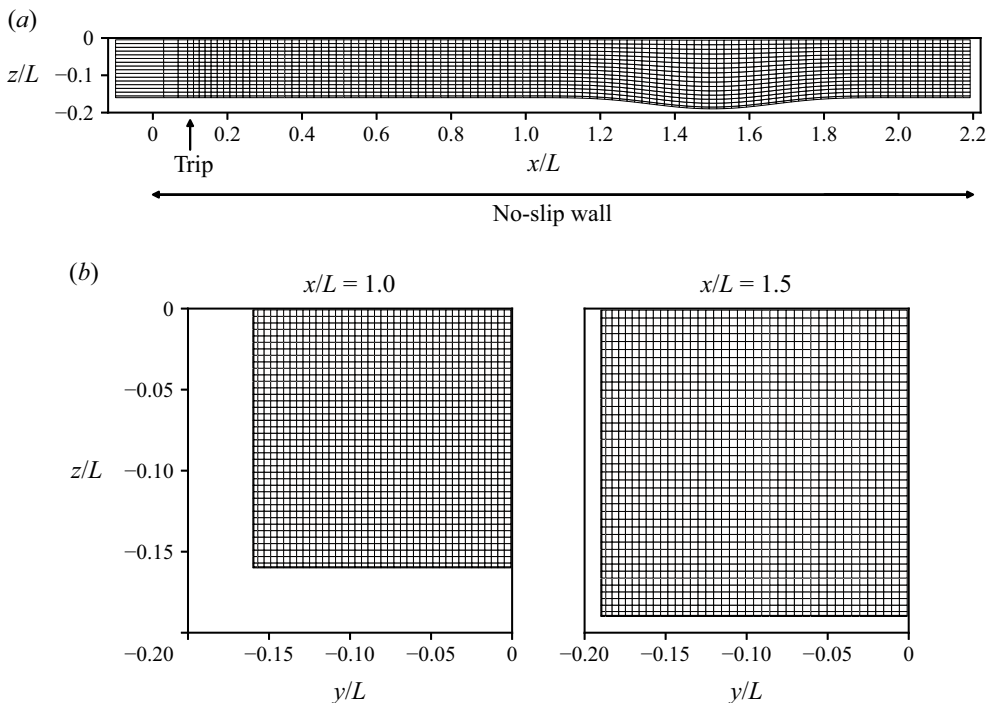 (a)
0
z/L
−0.1
−0.2
0 0.2 0.4 0.6 0.8 1.0 1.2 1.4 1.6 1.8 2.0 2.2
Trip
x/L
No-slip wall
(b)
x/L = 1.0
x/L = 1.5
0
−0.05
z/L
−0.10
−0.15
−0.20 −0.15 −0.10 −0.05 0
−0.15 −0.10 −0.05 0
y/L
y/L